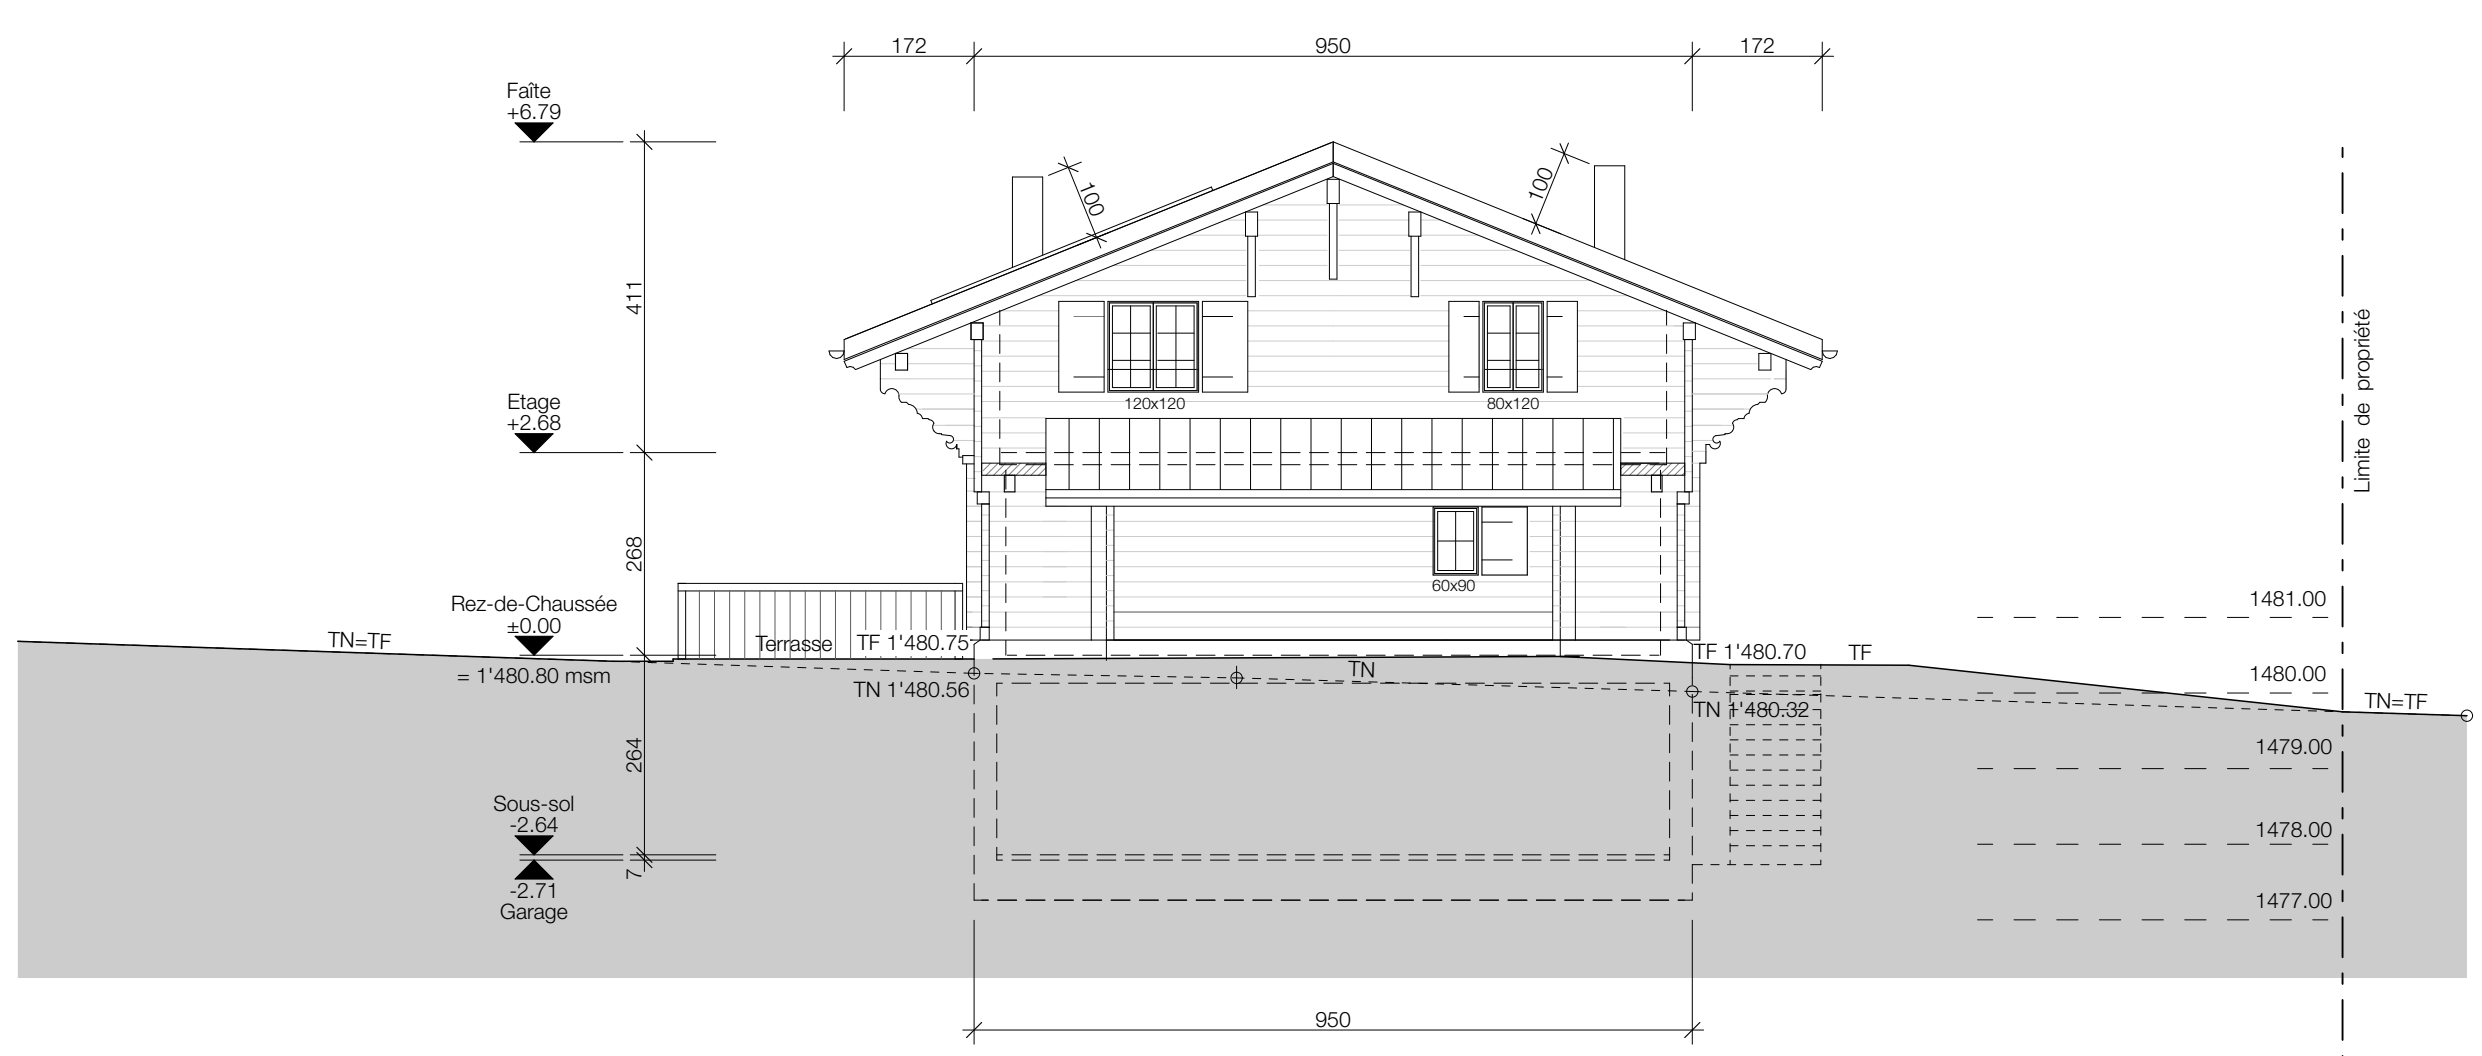 172
950
172
Faîte
+6.79
100
100
411
Limite de propriété
Etage
+2.68
120x120
80x120
268
60x90
Rez-de-Chaussée
±0.00
1481.00
TN=TF
Terrasse
TF 1'480.75
TF 1'480.70
TF
= 1'480.80 msm
TN
1480.00
TN 1'480.56
TN=TF
TN 1'480.32
264
1479.00
Sous-sol
-2.64
1478.00
7
-2.71
Garage
1477.00
950